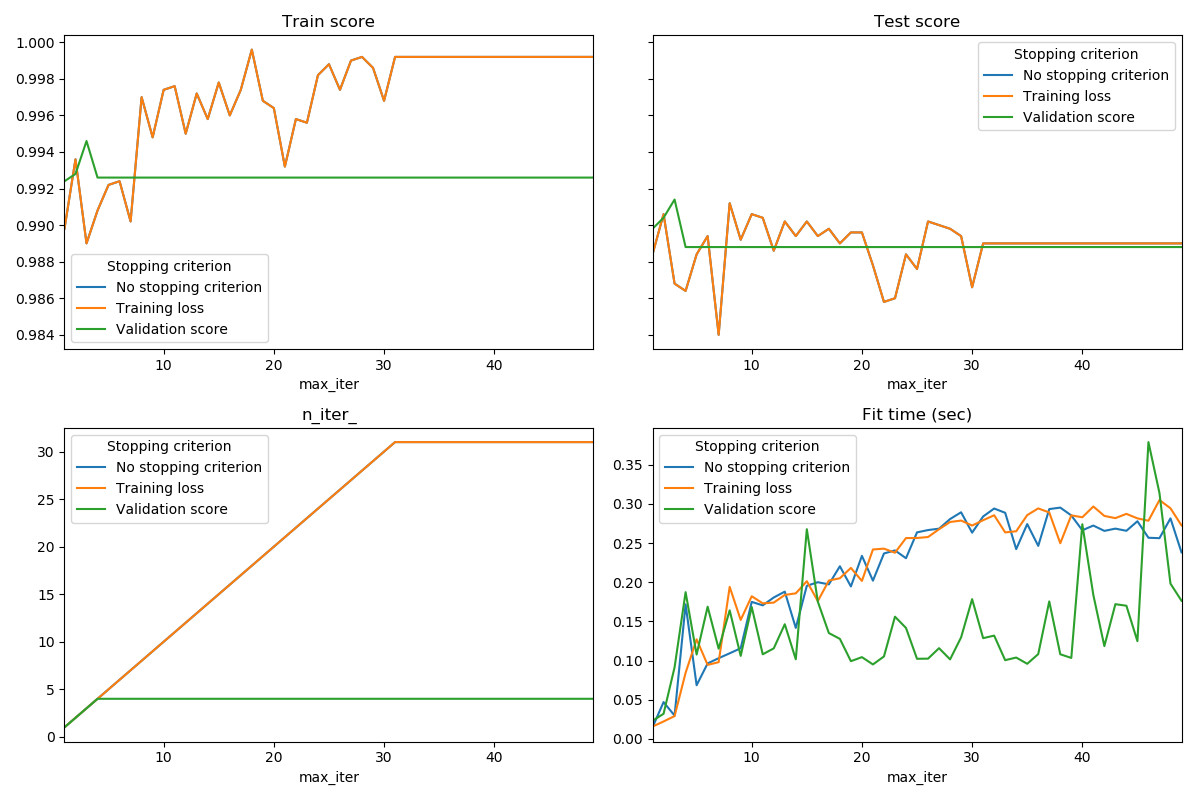 Train score
1.000
0.998
0.996
0.994
0.992
0.990
0.988
0.986
0.984
Stopping criterion
No stopping criterion
Training loss
Validation score
10
20
30
40
max_iter
Test score
Stopping criterion
No stopping criterion
Training loss
Validation score
10
20
30
40
max_iter
n_iter_
30
25
20
15
10
5
0
Stopping criterion
No stopping criterion
Training loss
Validation score
10
20
30
40
max_iter
Fit time (sec)
0.35
0.30
0.25
0.20
0.15
0.10
0.05
0.00
Stopping criterion
No stopping criterion
Training loss
Validation score
10
20
30
40
max_iter